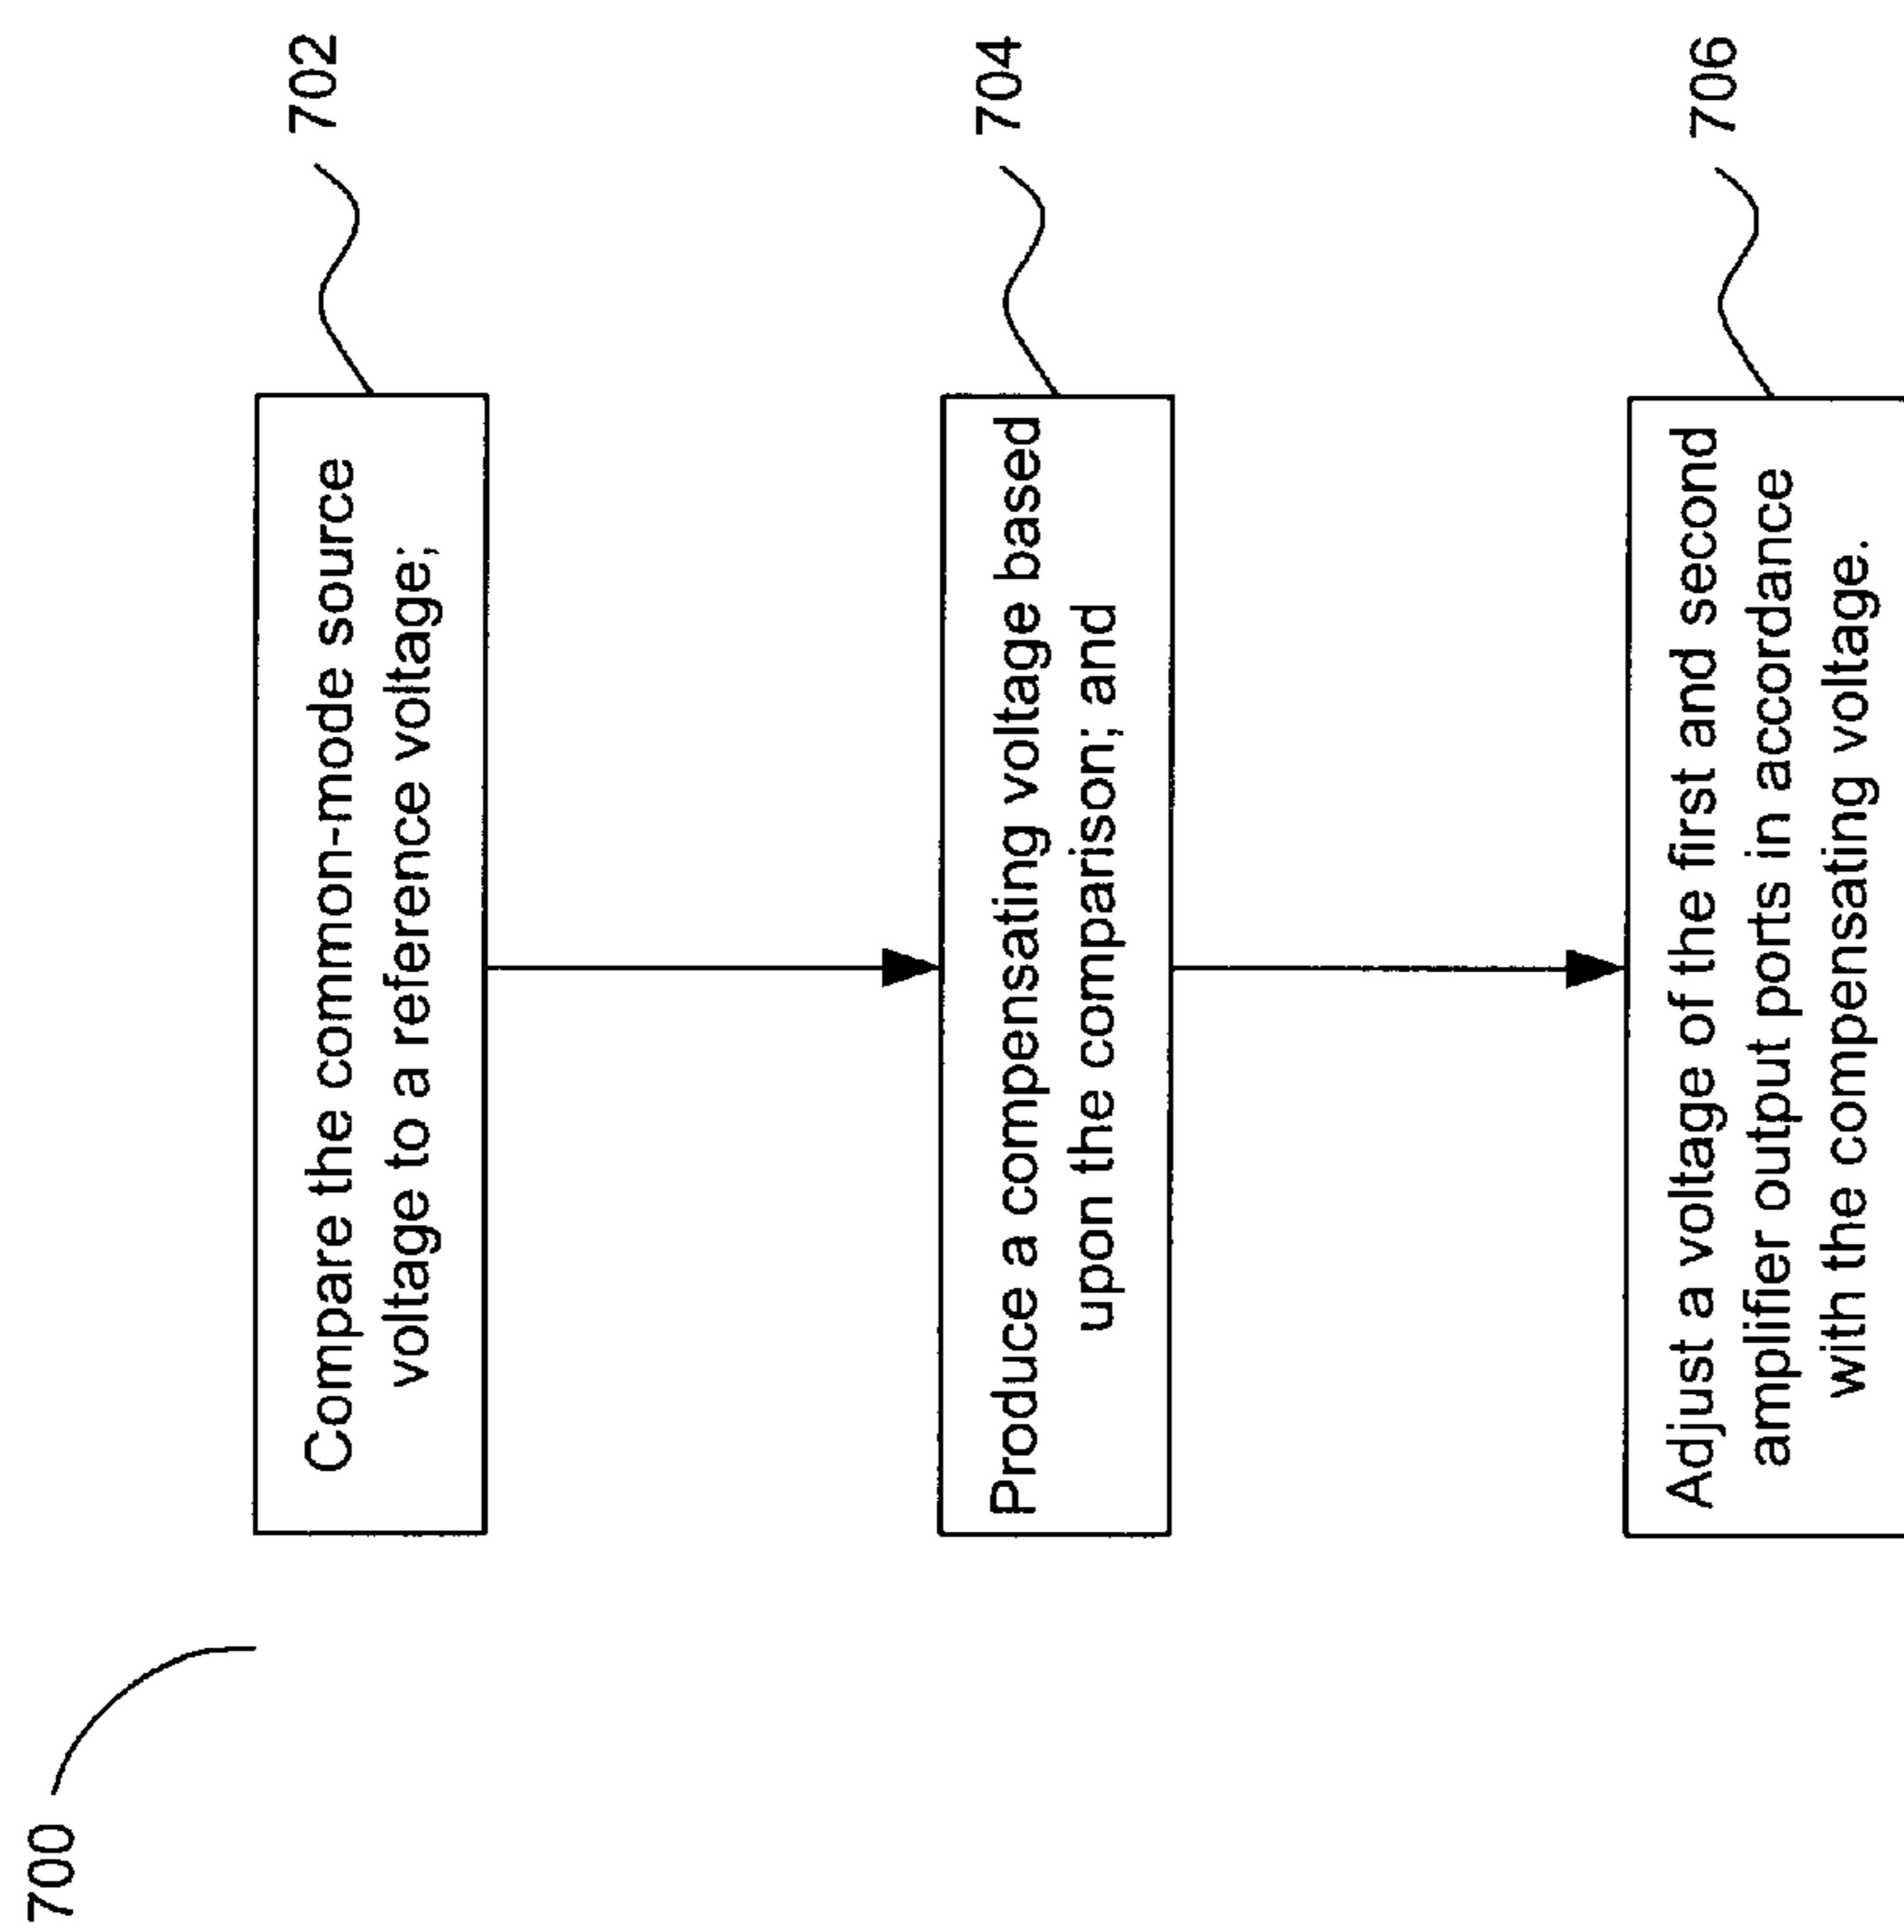 700
702
Compare the common-mode source
voltage to a reference voltage;
704
Produce a compensating voltage based
upon the comparison; and
706
Adjust a voltage of the first and second
amplifier output ports in accordance
with the compensating voltage.